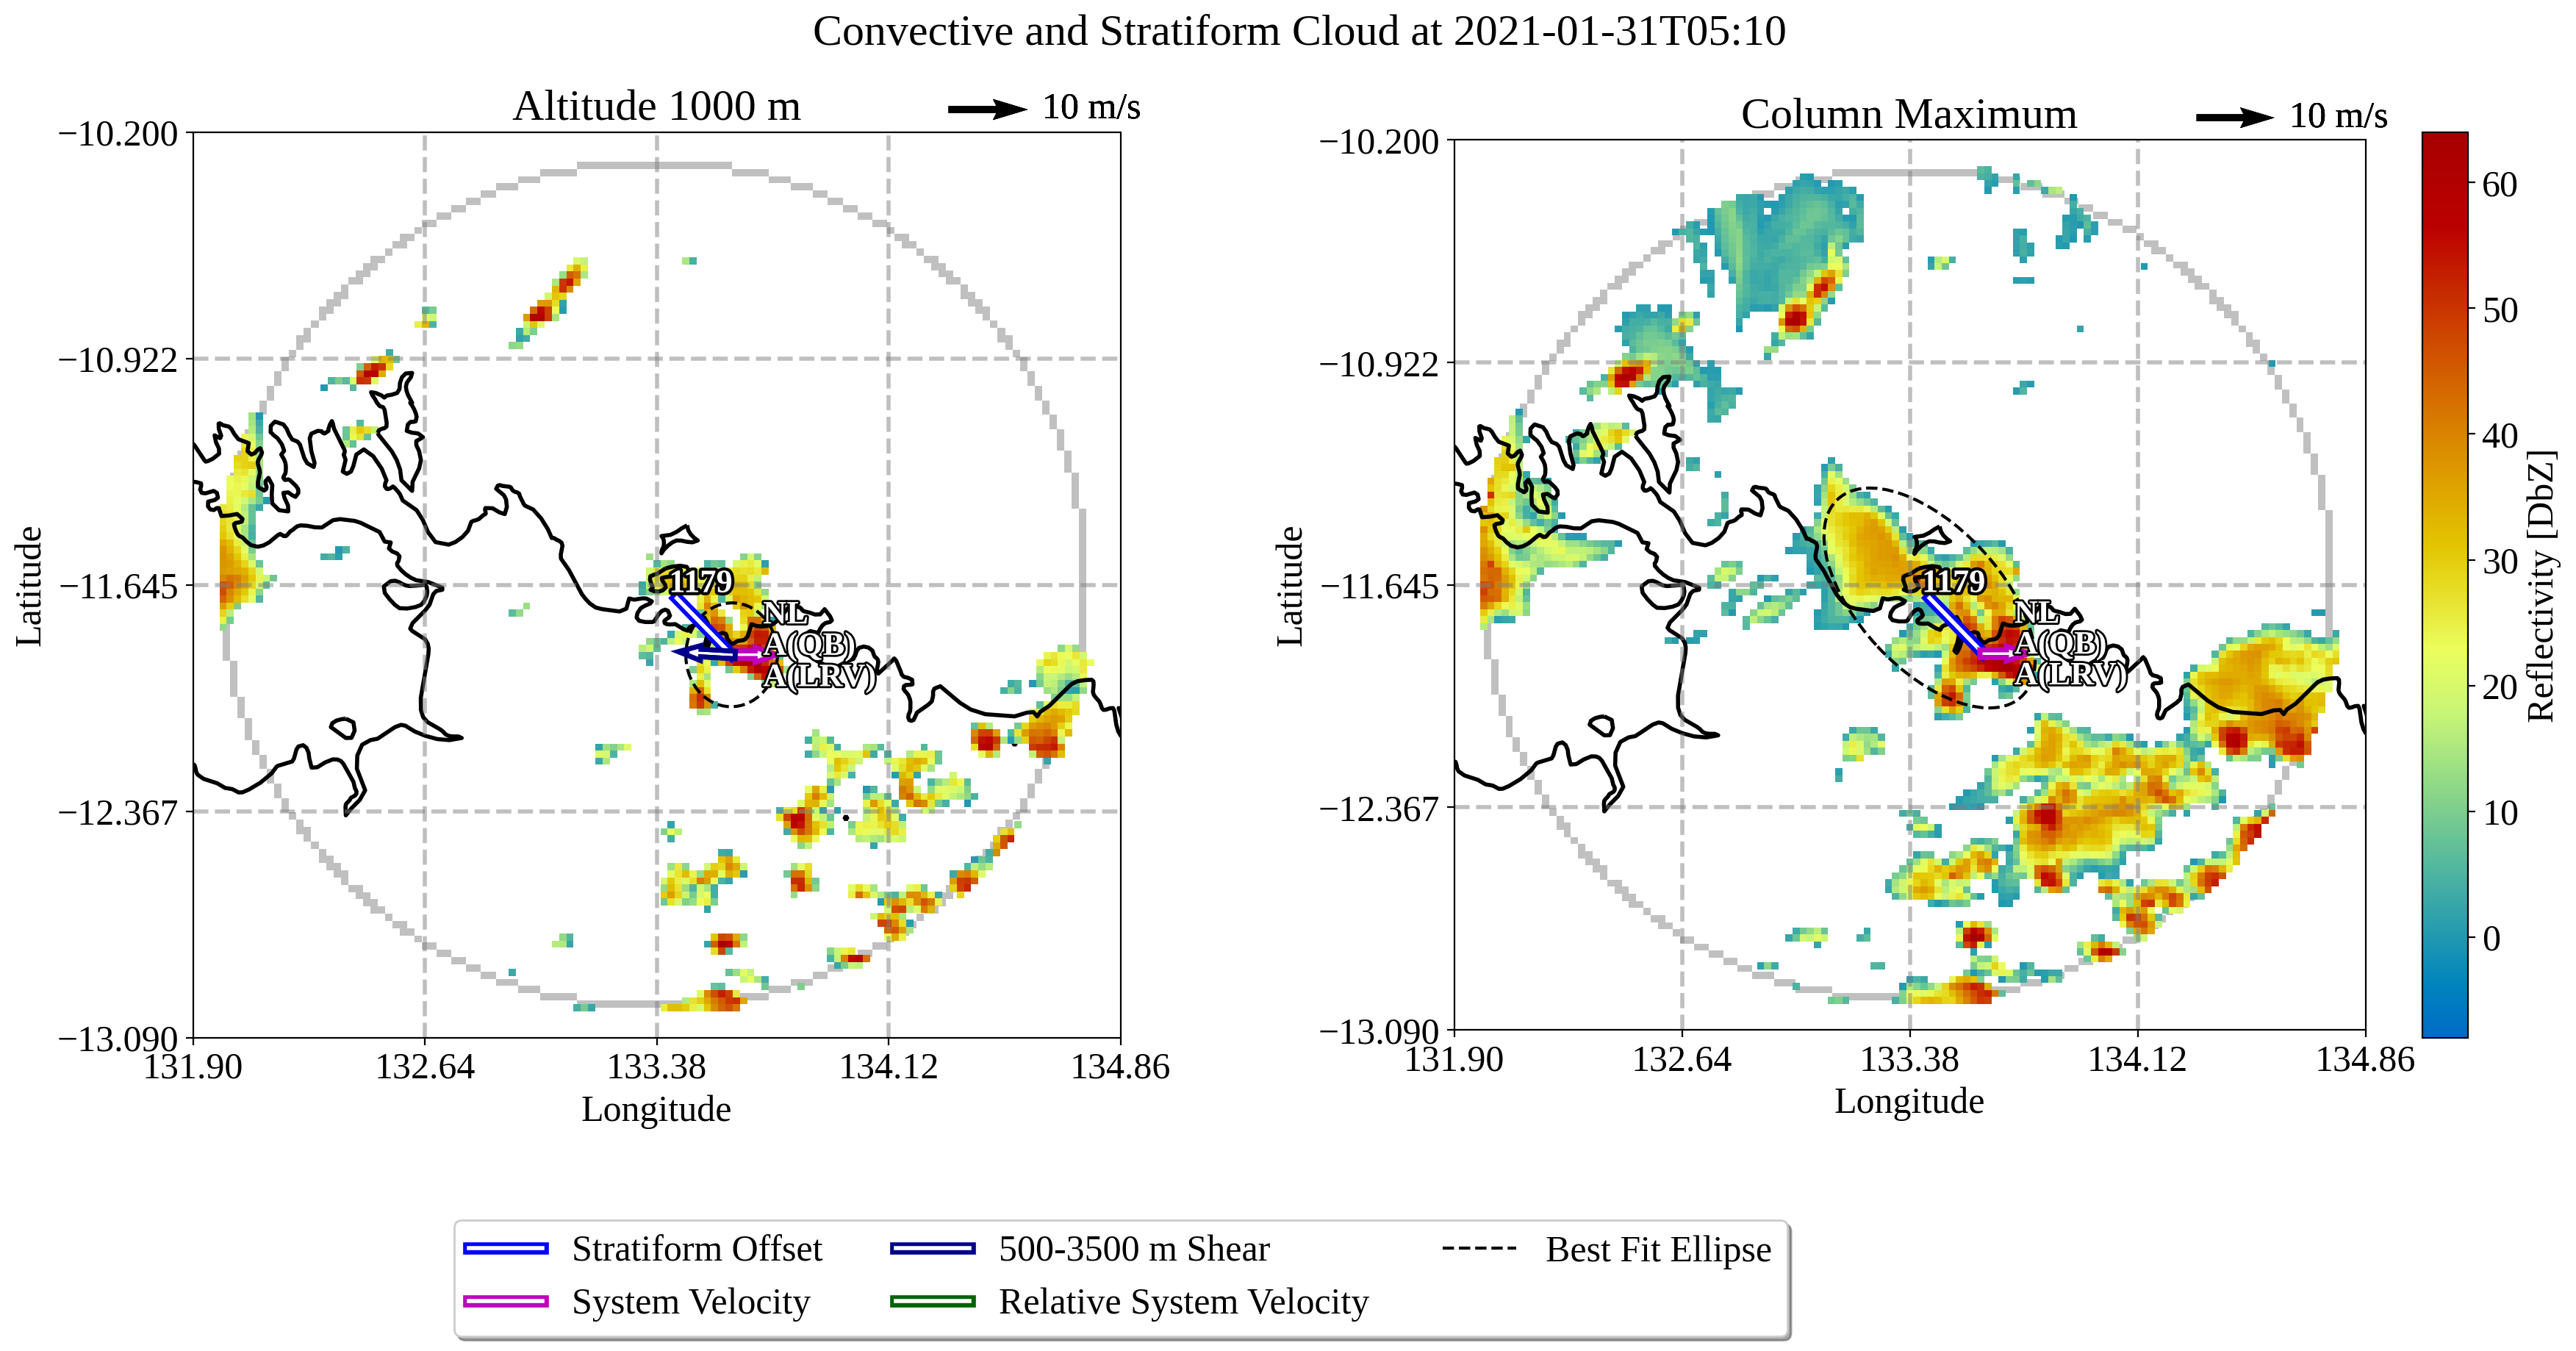 Convective and Stratiform Cloud at 2021-01-31T05:10
Altitude 1000 m
10 m/s
−10.200
−10.922
−11.645
−12.367
−13.090
Latitude
131.90
132.64
133.38
134.12
134.86
Longitude
1179
NL
A(QB)
A(LRV)
Column Maximum
10 m/s
−10.200
−10.922
−11.645
−12.367
−13.090
Latitude
131.90
132.64
133.38
134.12
134.86
Longitude
1179
NL
A(QB)
A(LRV)
60
50
40
30
20
10
0
Reflectivity [DbZ]
Stratiform Offset
System Velocity
500-3500 m Shear
Relative System Velocity
Best Fit Ellipse